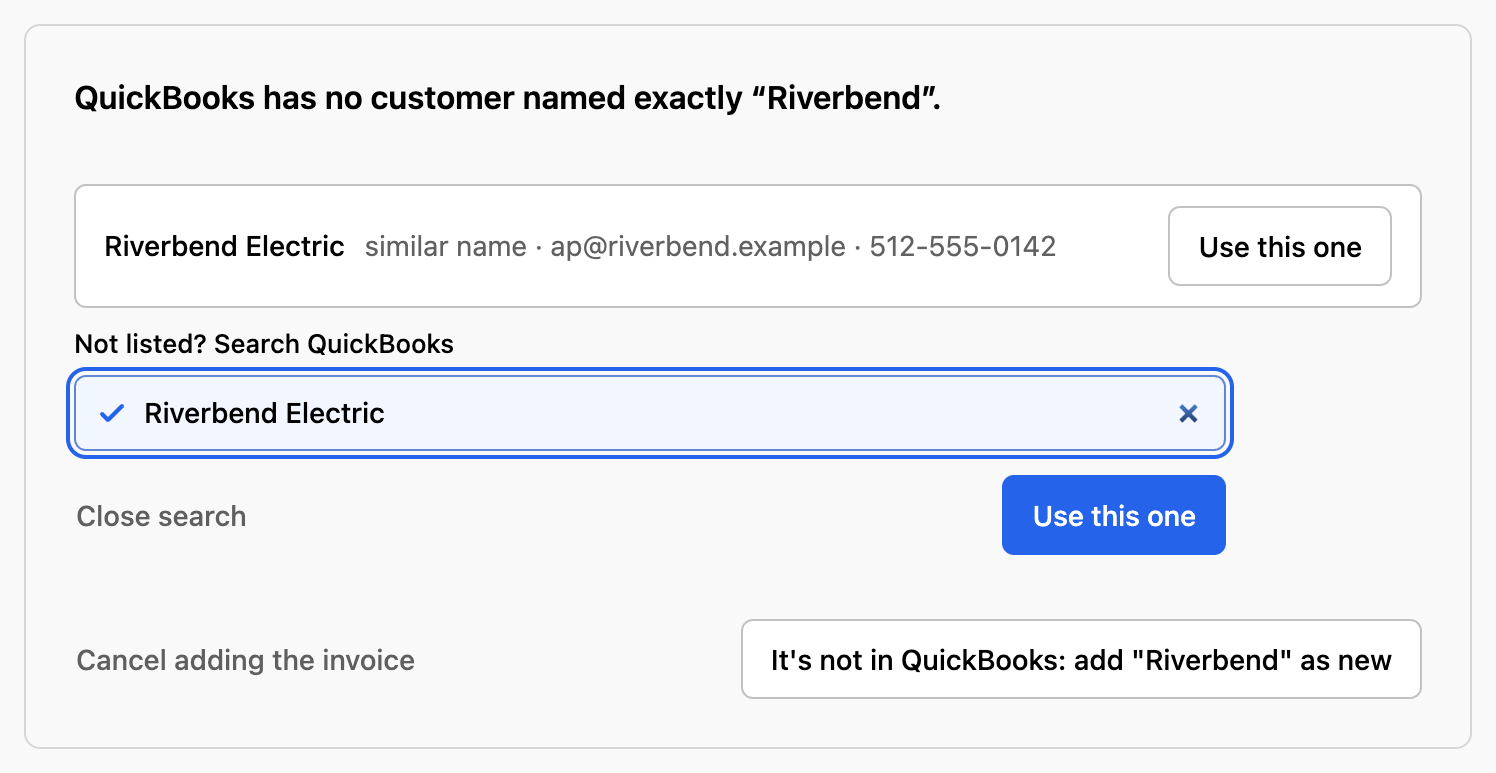 QuickBooks has no customer named exactly “Riverbend”.
Riverbend Electric similar name · ap@riverbend.example · 512-555-0142 Use this one
Not listed? Search QuickBooks
Riverbend Electric
Close search Use this one
Cancel adding the invoice It's not in QuickBooks: add "Riverbend" as new